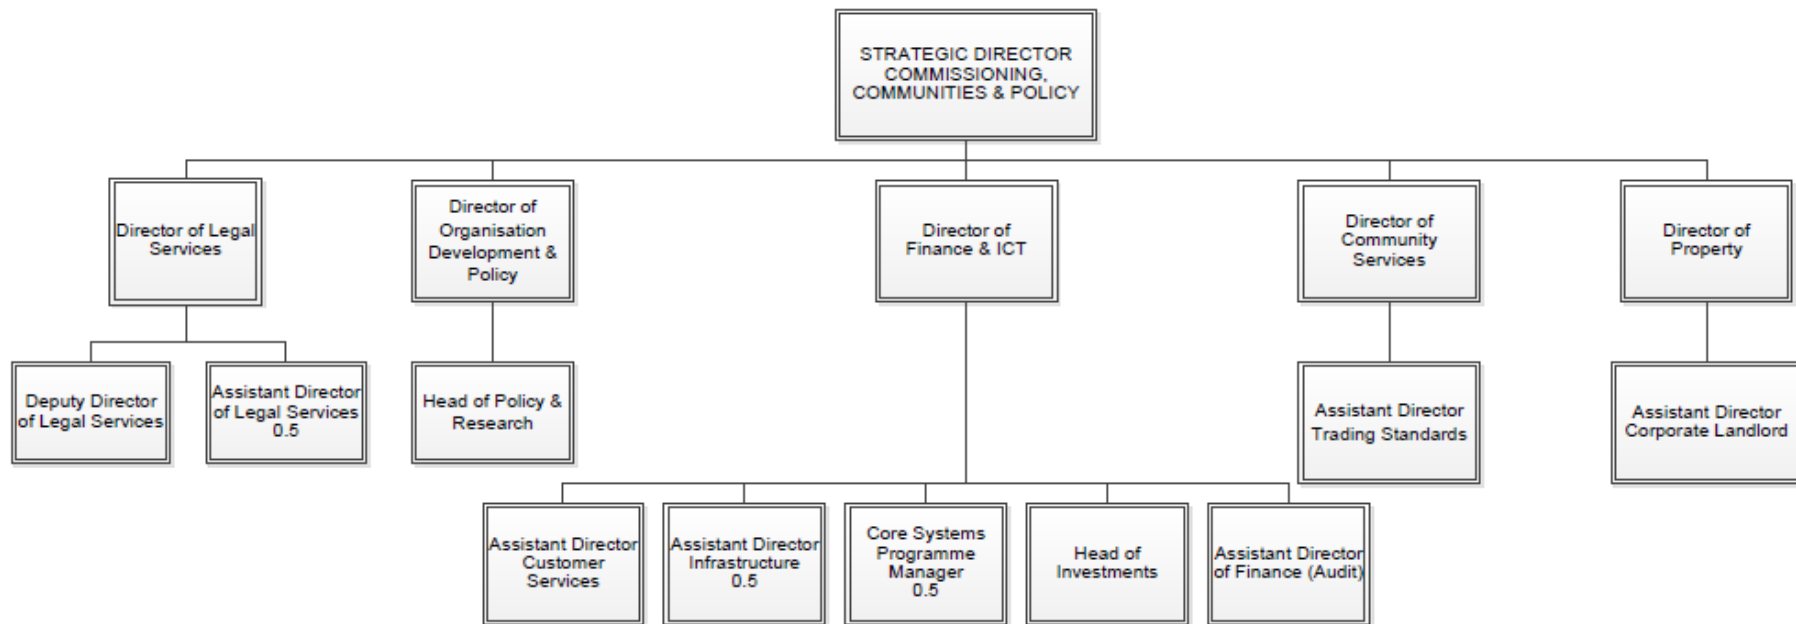 STRATEGIC DIRECTOR
COMMISSIONING,
COMMUNITIES & POLICY
Director of Legal
Services
Director of
Organisation
Development &
Policy
Director of
Finance & ICT
Director of
Community
Services
Director of
Property
Deputy Director
of Legal Services
Assistant Director
of Legal Services
0.5
Head of Policy &
Research
Assistant Director
Trading Standards
Assistant Director
Corporate Landlord
Assistant Director
Customer
Services
Assistant Director
Infrastructure
0.5
Core Systems
Programme
Manager
0.5
Head of
Investments
Assistant Director
of Finance (Audit)